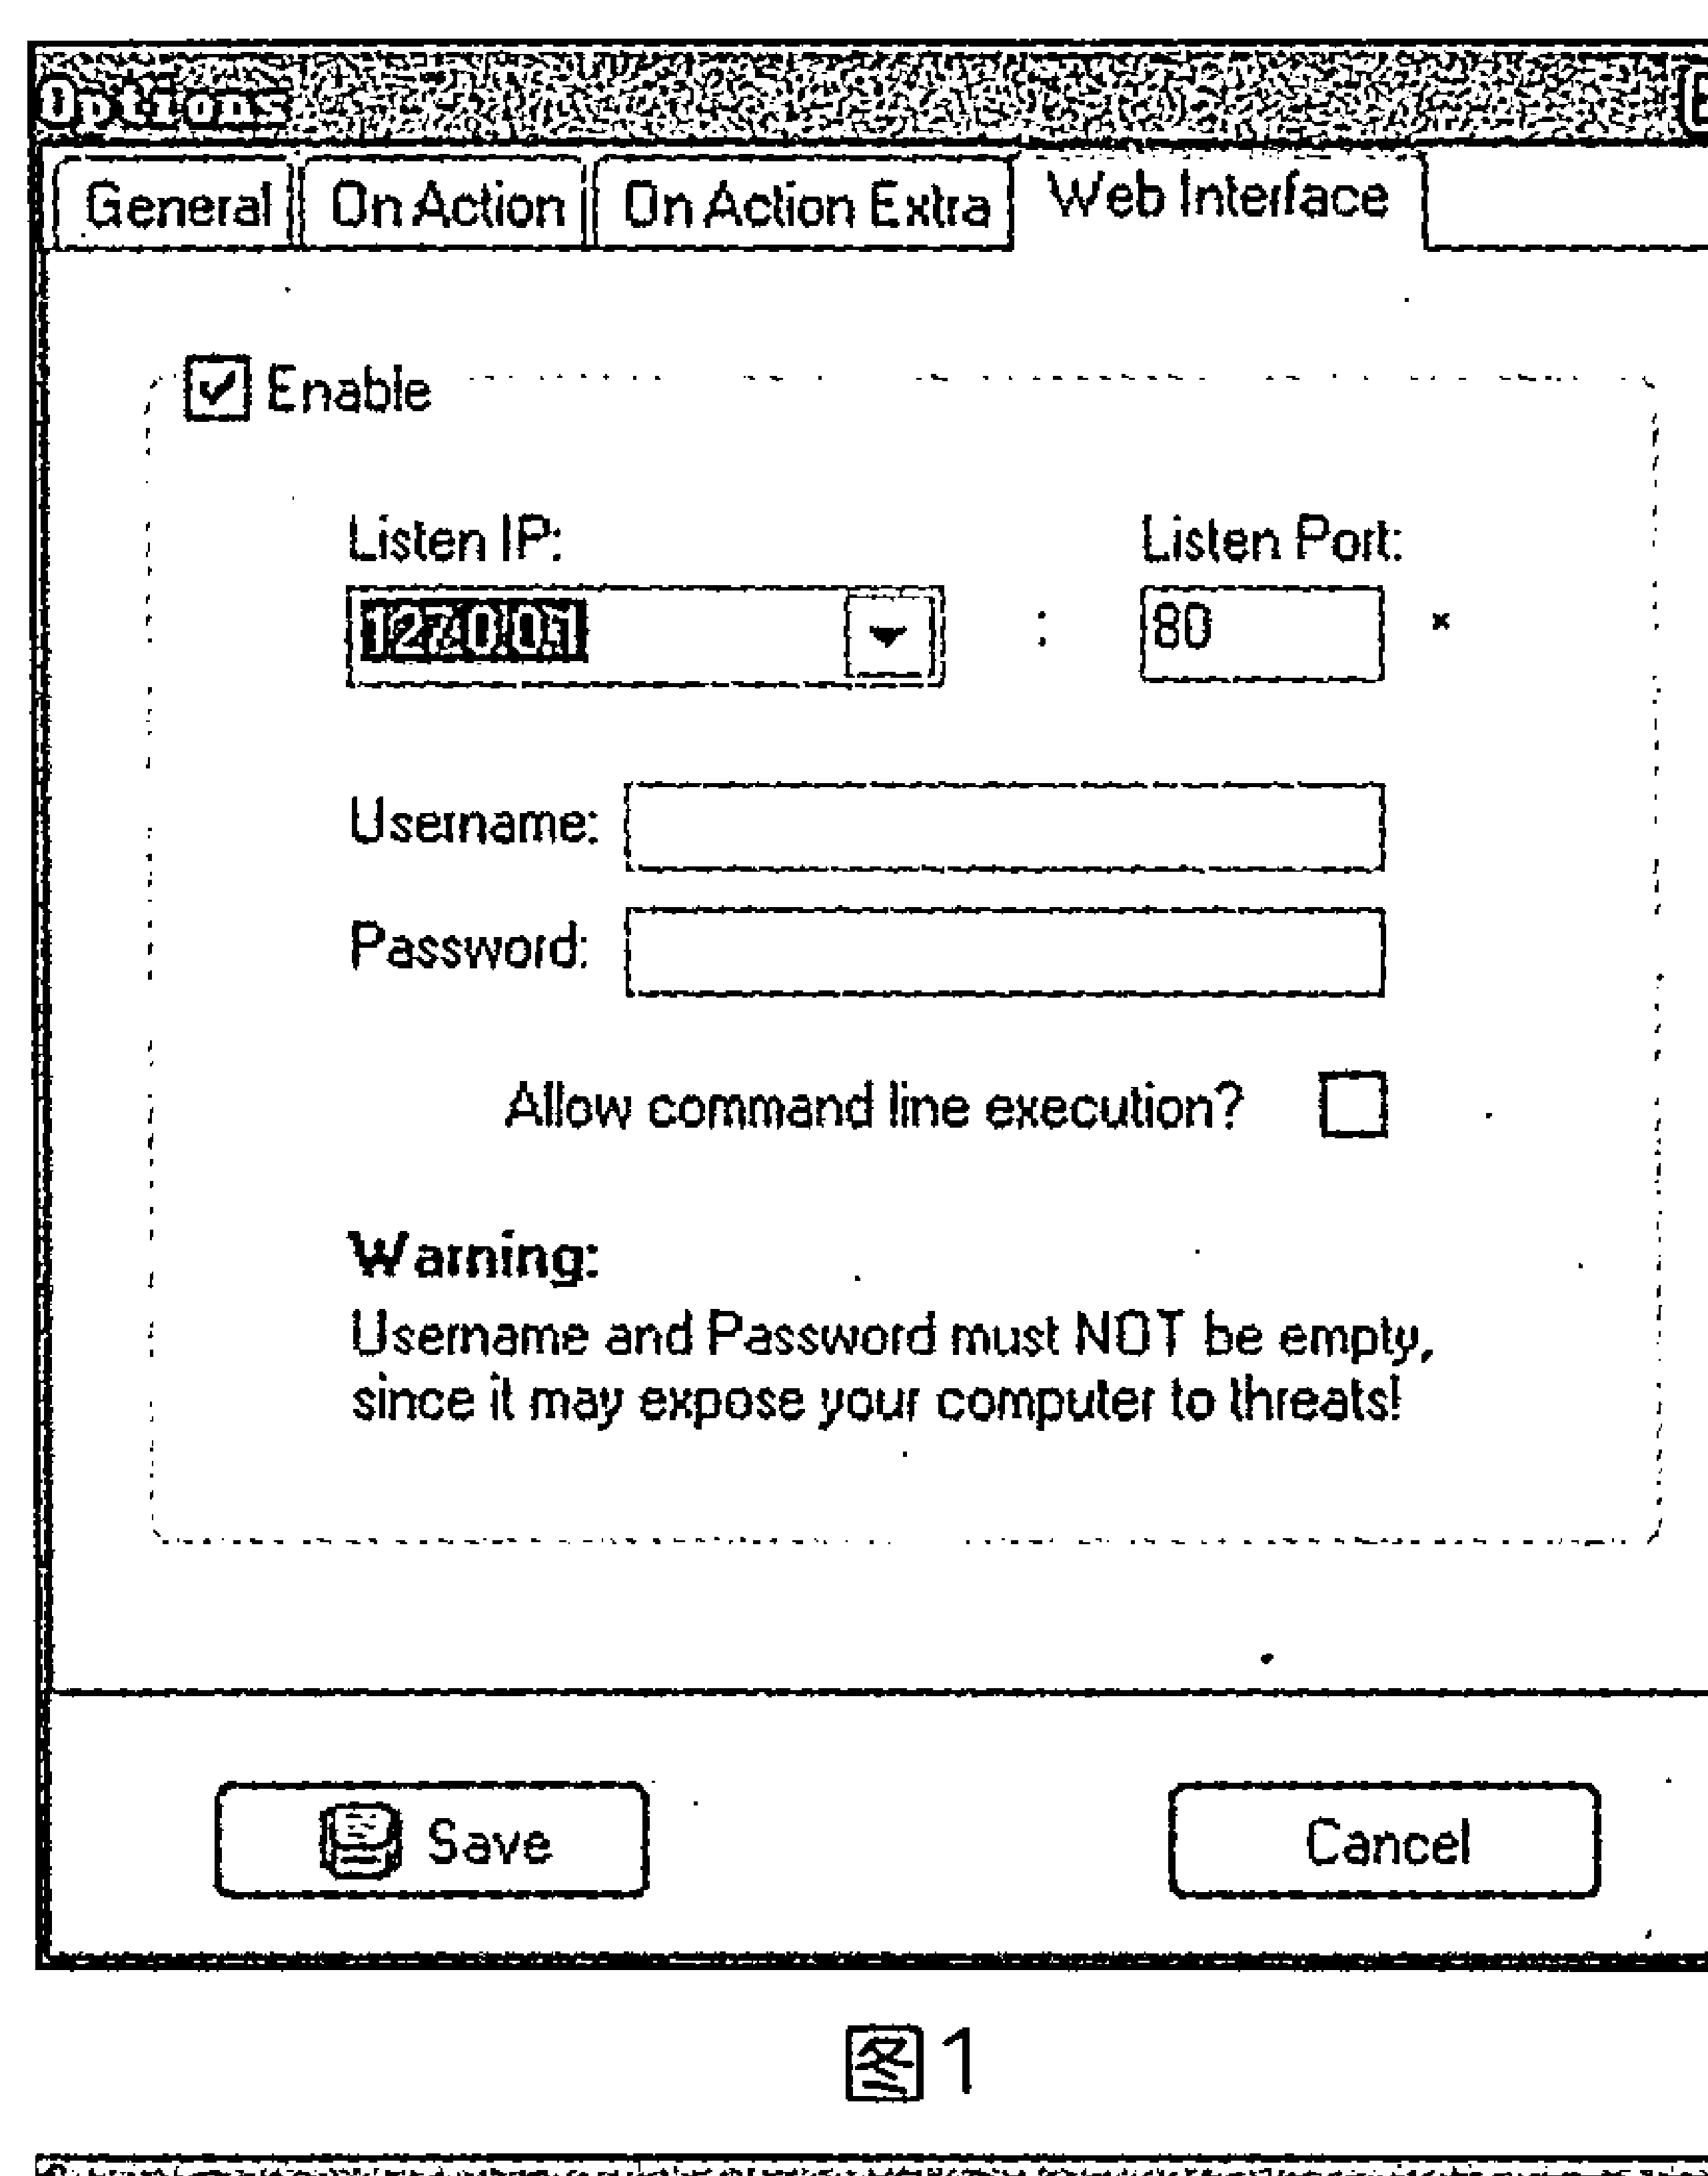 Options
General On Action On Action Extra Web Interface
Enable
Listen IP: Listen Port:
127.0.0.1 : 80
Username:
Password:
Allow command line execution?
Warning:
Username and Password must NOT be empty,
since it may expose your computer to threats!
Save Cancel
图1